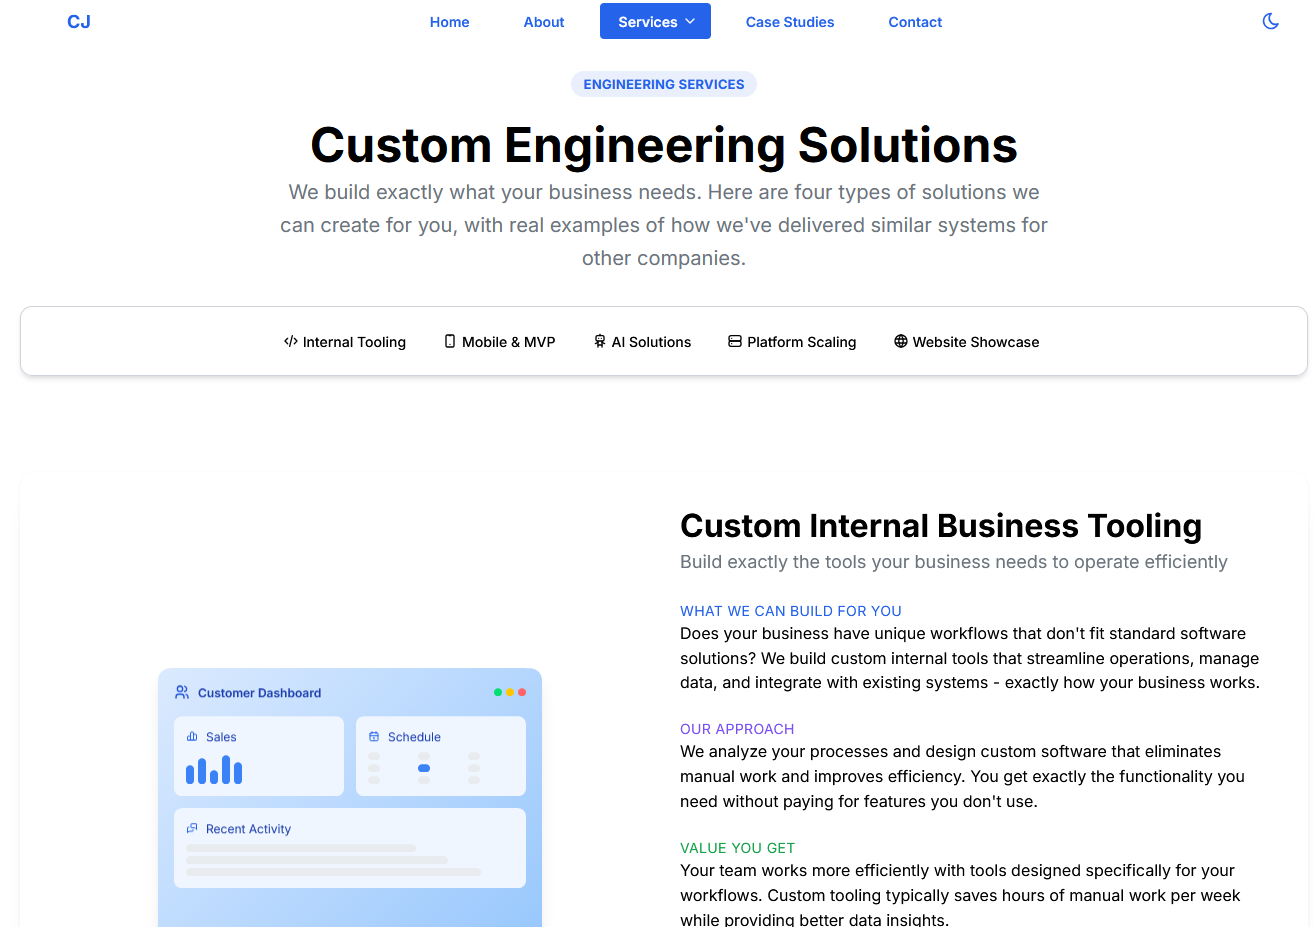 CJ
Home
About
Services
Case Studies
Contact
ENGINEERING SERVICES
Custom Engineering Solutions
We build exactly what your business needs. Here are four types of solutions we
can create for you, with real examples of how we've delivered similar systems for
other companies.
Internal Tooling
Mobile & MVP
AI Solutions
Platform Scaling
Website Showcase
Customer Dashboard
Sales
Schedule
Recent Activity
Custom Internal Business Tooling
Build exactly the tools your business needs to operate efficiently
WHAT WE CAN BUILD FOR YOU
Does your business have unique workflows that don't fit standard software
solutions? We build custom internal tools that streamline operations, manage
data, and integrate with existing systems - exactly how your business works.
OUR APPROACH
We analyze your processes and design custom software that eliminates
manual work and improves efficiency. You get exactly the functionality you
need without paying for features you don't use.
VALUE YOU GET
Your team works more efficiently with tools designed specifically for your
workflows. Custom tooling typically saves hours of manual work per week
while providing better data insights.